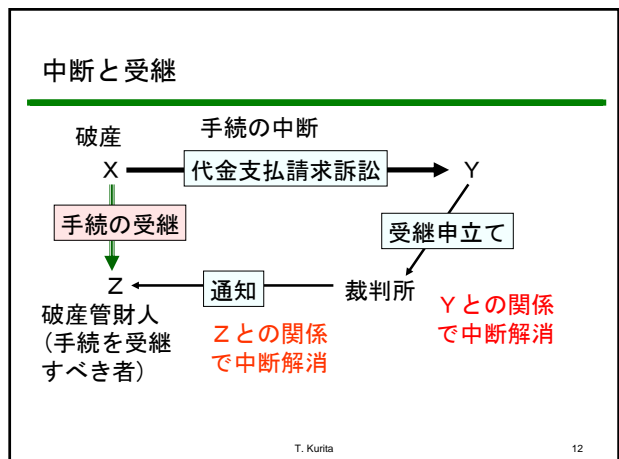 中断と受継
手続の中断
破産
X
代金支払請求訴訟
Y
手続の受継
受継申立て
Z
通知
裁判所
破産管財人
(手続を受継
すべき者)
Zとの関係
で中断解消
Yとの関係
で中断解消
T. Kurita
12